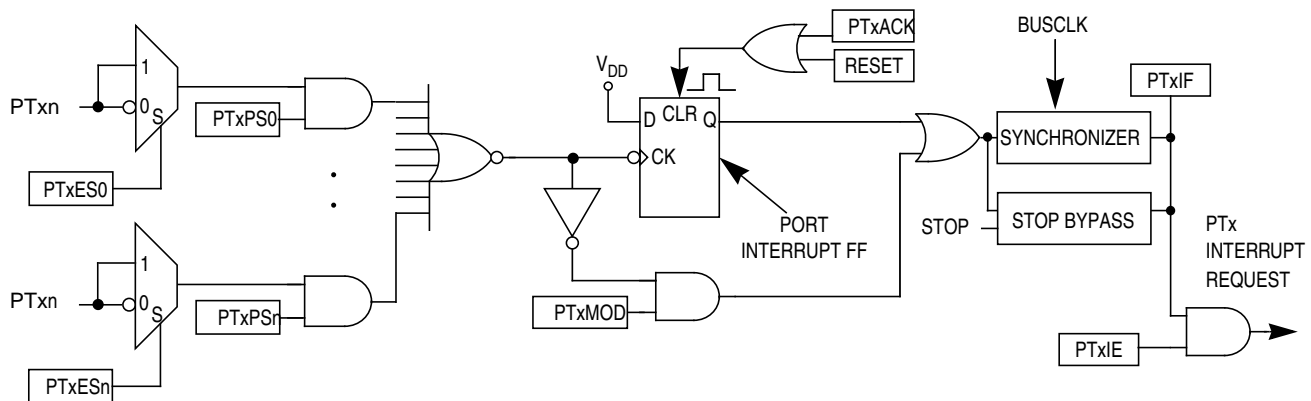 PTxACK
BUSCLK
RESET
VDD
PTxIF
1
PTxn
0
S
PTxPS0
CLR
D
Q
SYNCHRONIZER
CK
PTxES0
PORT
INTERRUPT FF
STOP
STOP BYPASS
PTx
INTERRUPT
REQUEST
1
PTxn
0
S
PTxPSn
PTxMOD
PTxIE
PTxESn